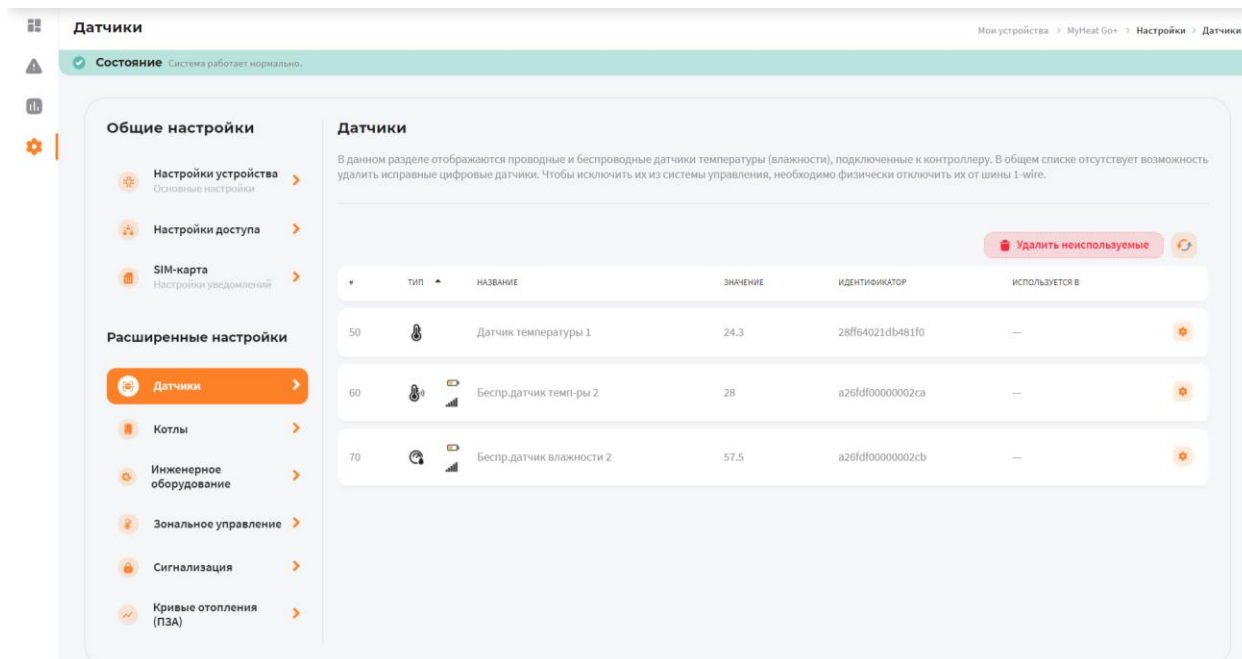 Датчики
Мои устройства > MyHeat Go+ > Настройки > Датчики
Состояние Система работает нормально.
Общие настройки
Настройки устройства
Основные настройки
Настройки доступа
SIM-карта
Настройки уведомлений
Расширенные настройки
Датчики
Котлы
Инженерное
оборудование
Зональное управление
Сигнализация
Кривые отопления
(ПЗА)
Датчики
В данном разделе отображаются проводные и беспроводные датчики температуры (влажности), подключенные к контроллеру. В общем списке отсутствует возможность
удалить исправные цифровые датчики. Чтобы исключить их из системы управления, необходимо физически отключить их от шины 1-wire.
Удалить неиспользуемые
# ТИП НАЗВАНИЕ ЗНАЧЕНИЕ ИДЕНТИФИКАТОР ИСПОЛЬЗУЕТСЯ В
50 Датчик температуры 1 24.3 28ff64021db481f0 —
60 Беспр.датчик темп-ры 2 28 a26fdf00000002ca —
70 Беспр.датчик влажности 2 57.5 a26fdf00000002cb —